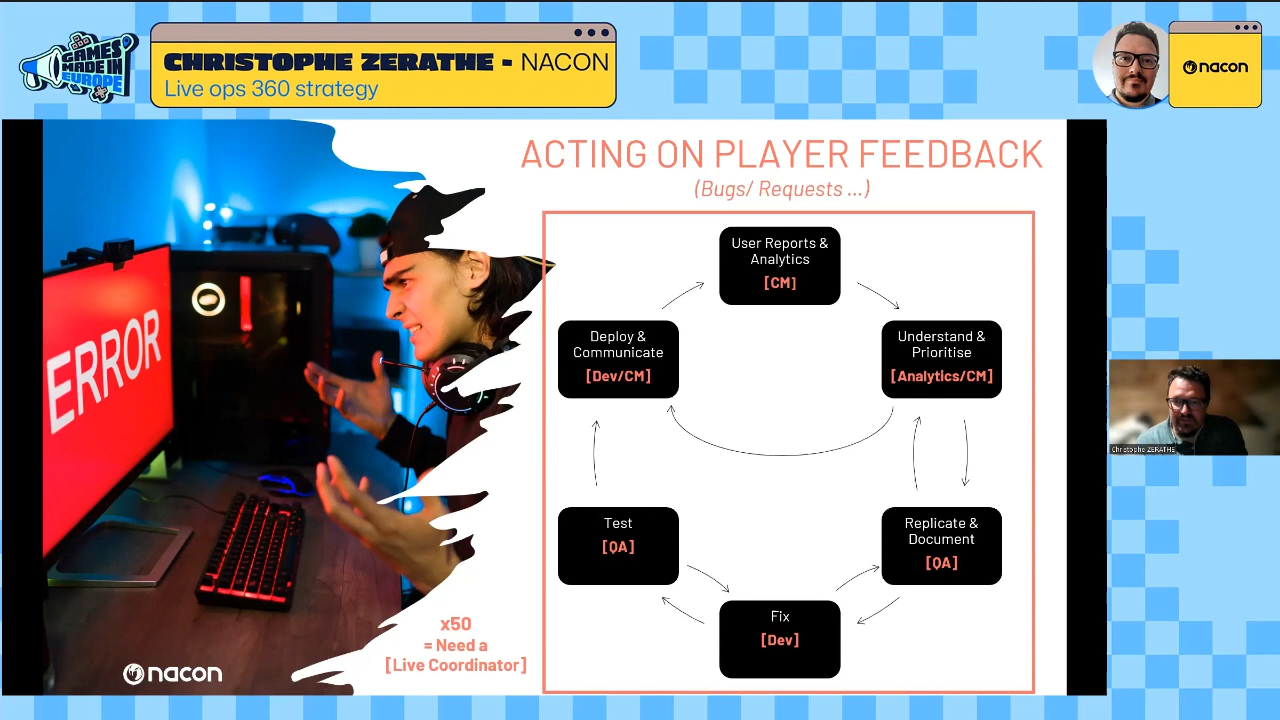 GAMES
MADE IN
EUROPE
CHRISTOPHE ZERATHE - NACON
Live ops 360 strategy
nacon
ACTING ON PLAYER FEEDBACK
(Bugs/ Requests ...)
User Reports &
Analytics
[CM]
Understand &
Prioritise
[Analytics/CM]
Replicate &
Document
[QA]
Fix
[Dev]
Test
[QA]
Deploy &
Communicate
[Dev/CM]
ERROR
x50
= Need a
[Live Coordinator]
nacon
Christophe ZERATHE